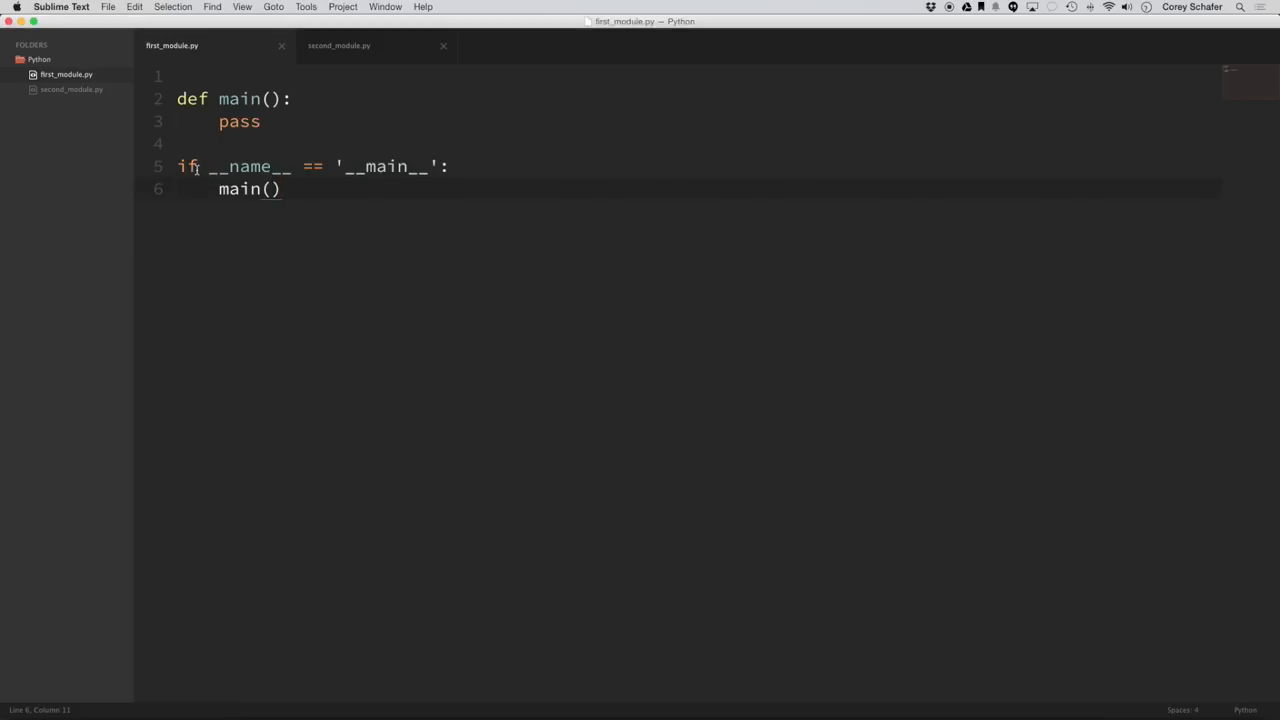 Sublime Text File Edit Selection Find View Goto Tools Project Window Help Corey Schafer
first_module.py — Python
FOLDERS
Python
first_module.py
second_module.py
first_module.py second_module.py
1
2 def main():
3 pass
4
5 if __name__ == '__main__':
6 main()
Line 6, Column 11 Spaces: 4 Python